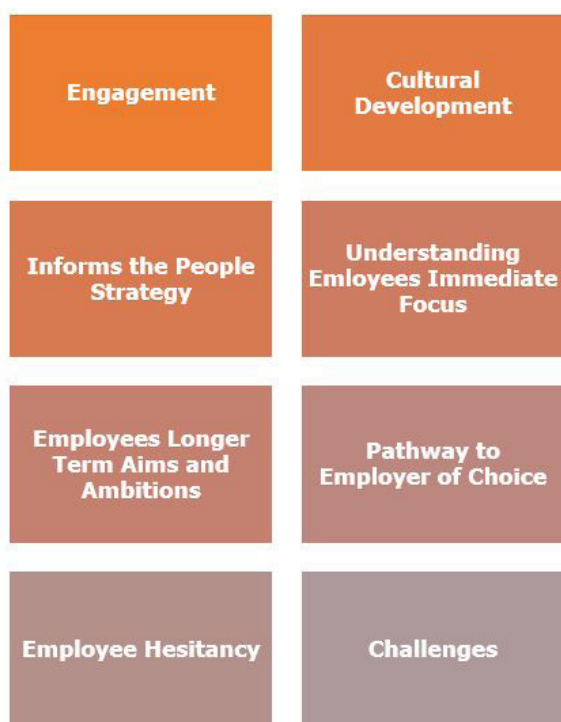 Engagement
Cultural
Development
Informs the People
Strategy
Understanding
Emloyees Immediate
Focus
Employees Longer
Term Aims and
Ambitions
Pathway to
Employer of Choice
Employee Hesitancy
Challenges